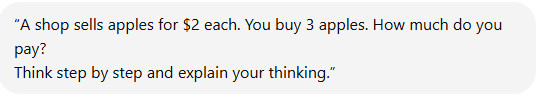 “A shop sells apples for $2 each. You buy 3 apples. How much do you
pay?
Think step by step and explain your thinking.”